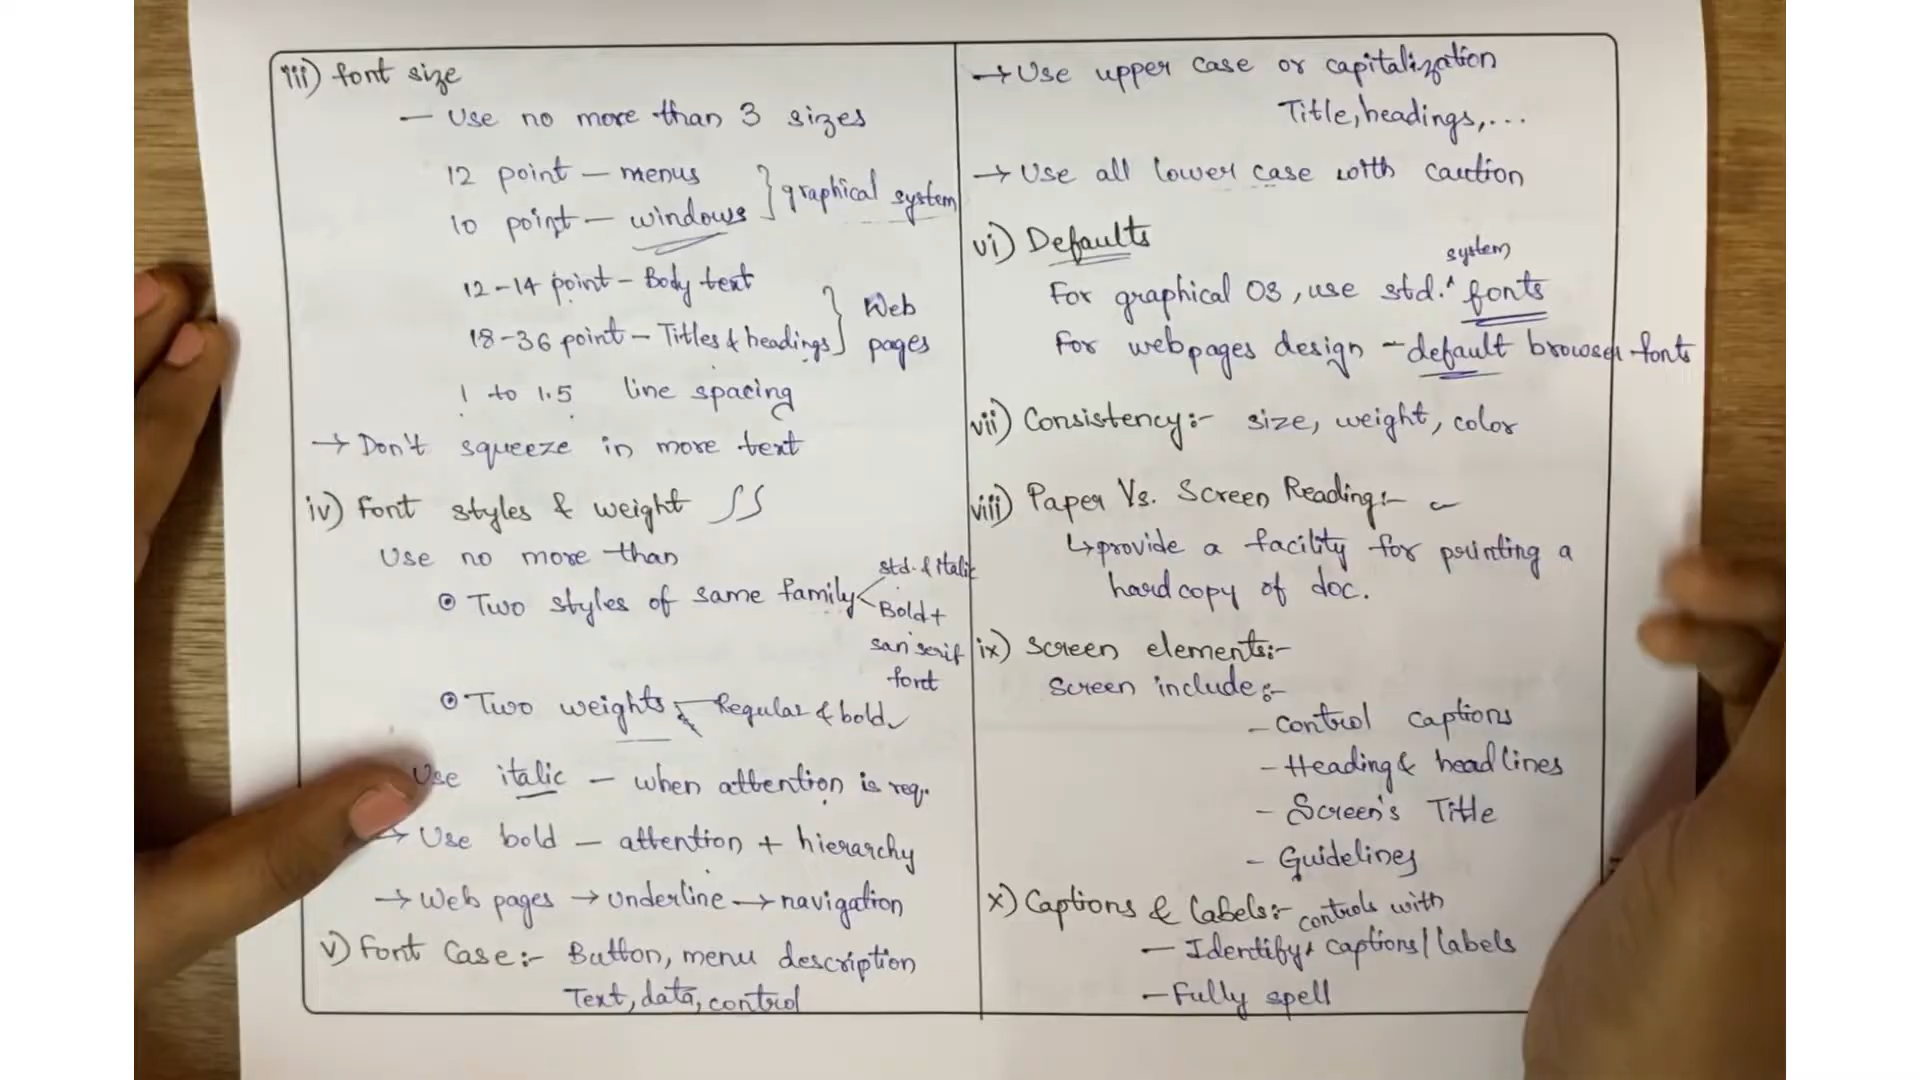 iii) font size
— Use no more than 3 sizes
12 point — menus
10 point — windows
} graphical system
12-14 point — Body text
18-36 point — Titles & headings
} Web pages
1 to 1.5 line spacing
→ Don't squeeze in more text
iv) Font styles & weight
Use no more than
⊙ Two styles of same family
std. & italic
Bold +
san serif
font
⊙ Two weights Regular & bold
Use italic — when attention is req.
→ Use bold — attention + hierarchy
→ Web pages → underline → navigation
v) Font Case:- Button, menu description
Text, data, control
→ Use upper case or capitalization
Title, headings,...
→ Use all lower case with caution
vi) Defaults
For graphical OS, use std. ^ system fonts
For webpages design — default browser fonts
vii) Consistency:- size, weight, color
viii) Paper Vs. Screen Reading:-
↳ provide a facility for printing a
hardcopy of doc.
ix) Screen elements:-
Screen include:-
- Control captions
- Heading & headlines
- Screen's Title
- Guidelines
x) Captions & Labels:-
— Identify ^ controls with captions/labels
— Fully spell